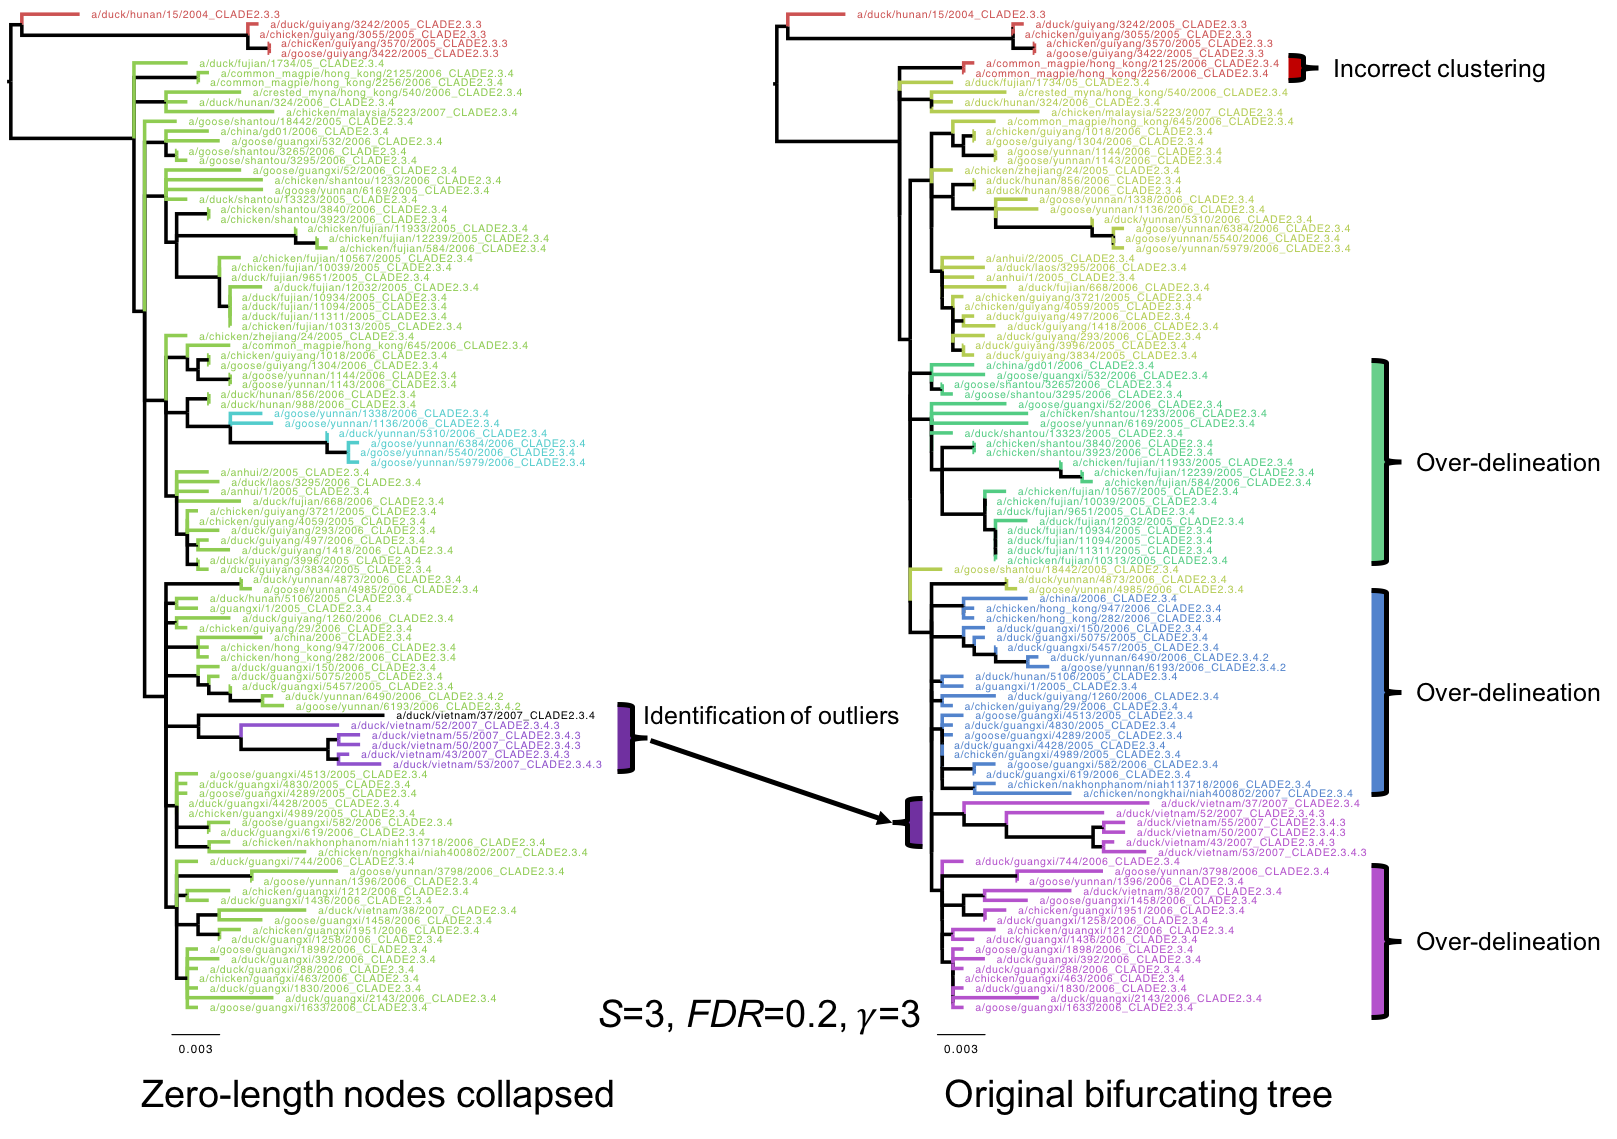 a/duck/hunan/15/2004_CLADE2.3.3
a/duck/guiyang/3242/2005_CLADE2.3.3
a/chicken/guiyang/3055/2005_CLADE2.3.3
a/chicken/guiyang/3570/2005_CLADE2.3.3
a/goose/guiyang/3422/2005_CLADE2.3.3
a/duck/fujian/1734/05_CLADE2.3.4
a/common_magpie/hong_kong/2125/2006_CLADE2.3.4
a/common_magpie/hong_kong/2256/2006_CLADE2.3.4
a/crested_myna/hong_kong/540/2006_CLADE2.3.4
a/duck/hunan/324/2006_CLADE2.3.4
a/chicken/malaysia/5223/2007_CLADE2.3.4
a/goose/shantou/18442/2005_CLADE2.3.4
a/china/gd01/2006_CLADE2.3.4
a/goose/guangxi/532/2006_CLADE2.3.4
a/goose/shantou/3265/2006_CLADE2.3.4
a/goose/shantou/3295/2006_CLADE2.3.4
a/goose/guangxi/52/2006_CLADE2.3.4
a/chicken/shantou/1233/2006_CLADE2.3.4
a/goose/yunnan/6169/2005_CLADE2.3.4
a/duck/shantou/13323/2005_CLADE2.3.4
a/chicken/shantou/3840/2006_CLADE2.3.4
a/chicken/shantou/3923/2006_CLADE2.3.4
a/chicken/fujian/11933/2005_CLADE2.3.4
a/chicken/fujian/12239/2005_CLADE2.3.4
a/chicken/fujian/584/2006_CLADE2.3.4
a/chicken/fujian/10567/2005_CLADE2.3.4
a/chicken/fujian/10039/2005_CLADE2.3.4
a/duck/fujian/9651/2005_CLADE2.3.4
a/duck/fujian/12032/2005_CLADE2.3.4
a/duck/fujian/10934/2005_CLADE2.3.4
a/duck/fujian/11094/2005_CLADE2.3.4
a/duck/fujian/11311/2005_CLADE2.3.4
a/chicken/fujian/10313/2005_CLADE2.3.4
a/chicken/zhejiang/24/2005_CLADE2.3.4
a/common_magpie/hong_kong/645/2006_CLADE2.3.4
a/chicken/guiyang/1018/2006_CLADE2.3.4
a/goose/guiyang/1304/2006_CLADE2.3.4
a/goose/yunnan/1144/2006_CLADE2.3.4
a/goose/yunnan/1143/2006_CLADE2.3.4
a/duck/hunan/856/2006_CLADE2.3.4
a/duck/hunan/988/2006_CLADE2.3.4
a/goose/yunnan/1338/2006_CLADE2.3.4
a/goose/yunnan/1136/2006_CLADE2.3.4
a/duck/yunnan/5310/2006_CLADE2.3.4
a/goose/yunnan/6384/2006_CLADE2.3.4
a/goose/yunnan/5540/2006_CLADE2.3.4
a/goose/yunnan/5979/2006_CLADE2.3.4
a/anhui/2/2005_CLADE2.3.4
a/duck/laos/3295/2006_CLADE2.3.4
a/anhui/1/2005_CLADE2.3.4
a/duck/fujian/668/2006_CLADE2.3.4
a/chicken/guiyang/3721/2005_CLADE2.3.4
a/chicken/guiyang/4059/2005_CLADE2.3.4
a/duck/guiyang/293/2006_CLADE2.3.4
a/duck/guiyang/497/2006_CLADE2.3.4
a/duck/guiyang/1418/2006_CLADE2.3.4
a/duck/guiyang/3996/2005_CLADE2.3.4
a/duck/guiyang/3834/2005_CLADE2.3.4
a/duck/yunnan/4873/2006_CLADE2.3.4
a/goose/yunnan/4985/2006_CLADE2.3.4
a/duck/hunan/5106/2005_CLADE2.3.4
a/guangxi/1/2005_CLADE2.3.4
a/duck/guiyang/1260/2006_CLADE2.3.4
a/chicken/guiyang/29/2006_CLADE2.3.4
a/china/2006_CLADE2.3.4
a/chicken/hong_kong/947/2006_CLADE2.3.4
a/chicken/hong_kong/282/2006_CLADE2.3.4
a/duck/guangxi/150/2006_CLADE2.3.4
a/duck/guangxi/5075/2005_CLADE2.3.4
a/duck/guangxi/5457/2005_CLADE2.3.4
a/duck/yunnan/6490/2006_CLADE2.3.4.2
a/goose/yunnan/6193/2006_CLADE2.3.4.2
a/duck/vietnam/37/2007_CLADE2.3.4
a/duck/vietnam/52/2007_CLADE2.3.4.3
a/duck/vietnam/55/2007_CLADE2.3.4.3
a/duck/vietnam/50/2007_CLADE2.3.4.3
a/duck/vietnam/43/2007_CLADE2.3.4.3
a/duck/vietnam/53/2007_CLADE2.3.4.3
a/goose/guangxi/4513/2005_CLADE2.3.4
a/duck/guangxi/4830/2005_CLADE2.3.4
a/goose/guangxi/4289/2005_CLADE2.3.4
a/duck/guangxi/4428/2005_CLADE2.3.4
a/chicken/guangxi/4989/2005_CLADE2.3.4
a/goose/guangxi/582/2006_CLADE2.3.4
a/duck/guangxi/619/2006_CLADE2.3.4
a/chicken/nakhonphanom/niah113718/2006_CLADE2.3.4
a/chicken/nongkhai/niah400802/2007_CLADE2.3.4
a/duck/guangxi/744/2006_CLADE2.3.4
a/goose/yunnan/3798/2006_CLADE2.3.4
a/goose/yunnan/1396/2006_CLADE2.3.4
a/chicken/guangxi/1212/2006_CLADE2.3.4
a/duck/guangxi/1436/2006_CLADE2.3.4
a/duck/vietnam/38/2007_CLADE2.3.4
a/goose/guangxi/1458/2006_CLADE2.3.4
a/chicken/guangxi/1951/2006_CLADE2.3.4
a/duck/guangxi/1258/2006_CLADE2.3.4
a/goose/guangxi/1898/2006_CLADE2.3.4
a/duck/guangxi/392/2006_CLADE2.3.4
a/duck/guangxi/288/2006_CLADE2.3.4
a/chicken/guangxi/463/2006_CLADE2.3.4
a/duck/guangxi/1830/2006_CLADE2.3.4
a/duck/guangxi/2143/2006_CLADE2.3.4
a/goose/guangxi/1633/2006_CLADE2.3.4
0.003
Zero-length nodes collapsed
Identification of outliers
S=3, FDR=0.2, γ=3
a/duck/hunan/15/2004_CLADE2.3.3
a/duck/guiyang/3242/2005_CLADE2.3.3
a/chicken/guiyang/3055/2005_CLADE2.3.3
a/chicken/guiyang/3570/2005_CLADE2.3.3
a/goose/guiyang/3422/2005_CLADE2.3.3
a/common_magpie/hong_kong/2125/2006_CLADE2.3.4
a/common_magpie/hong_kong/2256/2006_CLADE2.3.4
a/duck/fujian/1734/05_CLADE2.3.4
a/crested_myna/hong_kong/540/2006_CLADE2.3.4
a/duck/hunan/324/2006_CLADE2.3.4
a/chicken/malaysia/5223/2007_CLADE2.3.4
a/common_magpie/hong_kong/645/2006_CLADE2.3.4
a/chicken/guiyang/1018/2006_CLADE2.3.4
a/goose/guiyang/1304/2006_CLADE2.3.4
a/goose/yunnan/1144/2006_CLADE2.3.4
a/goose/yunnan/1143/2006_CLADE2.3.4
a/chicken/zhejiang/24/2005_CLADE2.3.4
a/duck/hunan/856/2006_CLADE2.3.4
a/duck/hunan/988/2006_CLADE2.3.4
a/goose/yunnan/1338/2006_CLADE2.3.4
a/goose/yunnan/1136/2006_CLADE2.3.4
a/duck/yunnan/5310/2006_CLADE2.3.4
a/goose/yunnan/6384/2006_CLADE2.3.4
a/goose/yunnan/5540/2006_CLADE2.3.4
a/goose/yunnan/5979/2006_CLADE2.3.4
a/anhui/2/2005_CLADE2.3.4
a/duck/laos/3295/2006_CLADE2.3.4
a/anhui/1/2005_CLADE2.3.4
a/duck/fujian/668/2006_CLADE2.3.4
a/chicken/guiyang/3721/2005_CLADE2.3.4
a/chicken/guiyang/4059/2005_CLADE2.3.4
a/duck/guiyang/497/2006_CLADE2.3.4
a/duck/guiyang/1418/2006_CLADE2.3.4
a/duck/guiyang/293/2006_CLADE2.3.4
a/duck/guiyang/3996/2005_CLADE2.3.4
a/duck/guiyang/3834/2005_CLADE2.3.4
a/china/gd01/2006_CLADE2.3.4
a/goose/guangxi/532/2006_CLADE2.3.4
a/goose/shantou/3265/2006_CLADE2.3.4
a/goose/shantou/3295/2006_CLADE2.3.4
a/goose/guangxi/52/2006_CLADE2.3.4
a/chicken/shantou/1233/2006_CLADE2.3.4
a/goose/yunnan/6169/2005_CLADE2.3.4
a/duck/shantou/13323/2005_CLADE2.3.4
a/chicken/shantou/3840/2006_CLADE2.3.4
a/chicken/shantou/3923/2006_CLADE2.3.4
a/chicken/fujian/11933/2005_CLADE2.3.4
a/chicken/fujian/12239/2005_CLADE2.3.4
a/chicken/fujian/584/2006_CLADE2.3.4
a/chicken/fujian/10567/2005_CLADE2.3.4
a/chicken/fujian/10039/2005_CLADE2.3.4
a/duck/fujian/9651/2005_CLADE2.3.4
a/duck/fujian/12032/2005_CLADE2.3.4
a/duck/fujian/10934/2005_CLADE2.3.4
a/duck/fujian/11094/2005_CLADE2.3.4
a/duck/fujian/11311/2005_CLADE2.3.4
a/chicken/fujian/10313/2005_CLADE2.3.4
a/goose/shantou/18442/2005_CLADE2.3.4
a/duck/yunnan/4873/2006_CLADE2.3.4
a/goose/yunnan/4985/2006_CLADE2.3.4
a/china/2006_CLADE2.3.4
a/chicken/hong_kong/947/2006_CLADE2.3.4
a/chicken/hong_kong/282/2006_CLADE2.3.4
a/duck/guangxi/150/2006_CLADE2.3.4
a/duck/guangxi/5075/2005_CLADE2.3.4
a/duck/guangxi/5457/2005_CLADE2.3.4
a/duck/yunnan/6490/2006_CLADE2.3.4.2
a/goose/yunnan/6193/2006_CLADE2.3.4.2
a/duck/hunan/5106/2005_CLADE2.3.4
a/guangxi/1/2005_CLADE2.3.4
a/duck/guiyang/1260/2006_CLADE2.3.4
a/chicken/guiyang/29/2006_CLADE2.3.4
a/goose/guangxi/4513/2005_CLADE2.3.4
a/duck/guangxi/4830/2005_CLADE2.3.4
a/goose/guangxi/4289/2005_CLADE2.3.4
a/duck/guangxi/4428/2005_CLADE2.3.4
a/chicken/guangxi/4989/2005_CLADE2.3.4
a/goose/guangxi/582/2006_CLADE2.3.4
a/duck/guangxi/619/2006_CLADE2.3.4
a/chicken/nakhonphanom/niah113718/2006_CLADE2.3.4
a/chicken/nongkhai/niah400802/2007_CLADE2.3.4
a/duck/vietnam/37/2007_CLADE2.3.4
a/duck/vietnam/52/2007_CLADE2.3.4.3
a/duck/vietnam/55/2007_CLADE2.3.4.3
a/duck/vietnam/50/2007_CLADE2.3.4.3
a/duck/vietnam/43/2007_CLADE2.3.4.3
a/duck/vietnam/53/2007_CLADE2.3.4.3
a/duck/guangxi/744/2006_CLADE2.3.4
a/goose/yunnan/3798/2006_CLADE2.3.4
a/goose/yunnan/1396/2006_CLADE2.3.4
a/duck/vietnam/38/2007_CLADE2.3.4
a/goose/guangxi/1458/2006_CLADE2.3.4
a/chicken/guangxi/1951/2006_CLADE2.3.4
a/duck/guangxi/1258/2006_CLADE2.3.4
a/chicken/guangxi/1212/2006_CLADE2.3.4
a/duck/guangxi/1436/2006_CLADE2.3.4
a/goose/guangxi/1898/2006_CLADE2.3.4
a/duck/guangxi/392/2006_CLADE2.3.4
a/duck/guangxi/288/2006_CLADE2.3.4
a/chicken/guangxi/463/2006_CLADE2.3.4
a/duck/guangxi/1830/2006_CLADE2.3.4
a/duck/guangxi/2143/2006_CLADE2.3.4
a/goose/guangxi/1633/2006_CLADE2.3.4
0.003
Original bifurcating tree
Incorrect clustering
Over-delineation
Over-delineation
Over-delineation